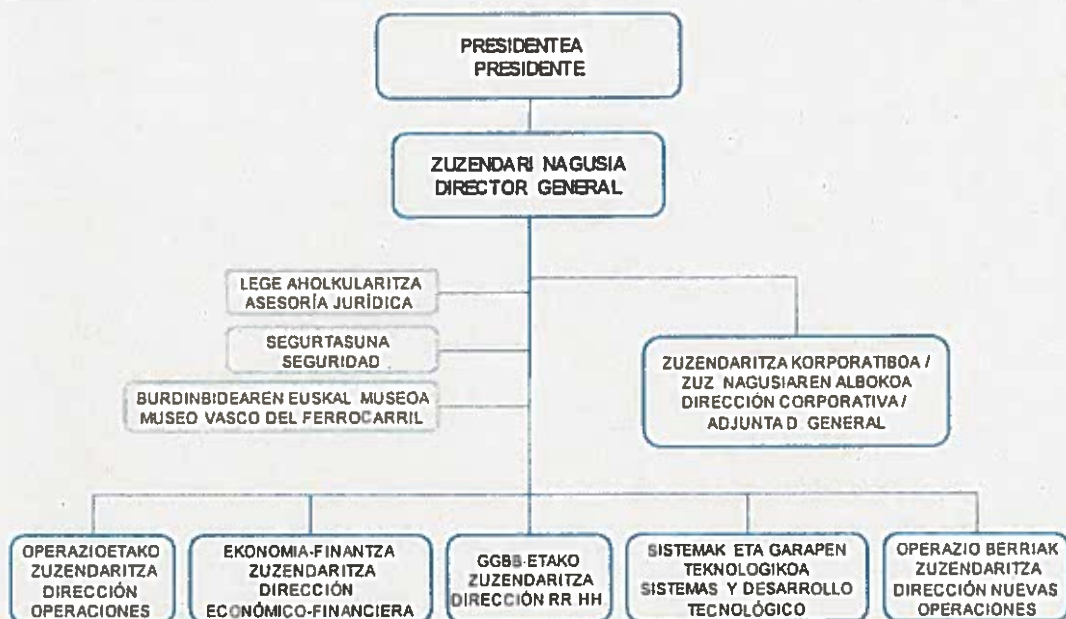 PRESIDENTEA
PRESIDENTE
ZUZENDARI NAGUSIA
DIRECTOR GENERAL
LEGE AHOLKULARITZA
ASESORÍA JURÍDICA
SEGURTASUNA
SEGURIDAD
BURDINBIDEAREN EUSKAL MUSEOA
MUSEO VASCO DEL FERROCARRIL
ZUZENDARITZA KORPORATIBOA /
ZUZ NAGUSIAREN ALBOKOA
DIRECCIÓN CORPORATIVA /
ADJUNTA D GENERAL
OPERAZIOETAKO
ZUZENDARITZA
DIRECCIÓN
OPERACIONES
EKONOMIA-FINANTZA
ZUZENDARITZA
DIRECCIÓN
ECONÓMICO-FINANCIERA
GGBB-ETAKO
ZUZENDARITZA
DIRECCIÓN RR HH
SISTEMAK ETA GARAPEN
TEKNOLOGIKOA
SISTEMAS Y DESARROLLO
TECNOLÓGICO
OPERAZIO BERRIAK
ZUZENDARITZA
DIRECCIÓN NUEVAS
OPERACIONES